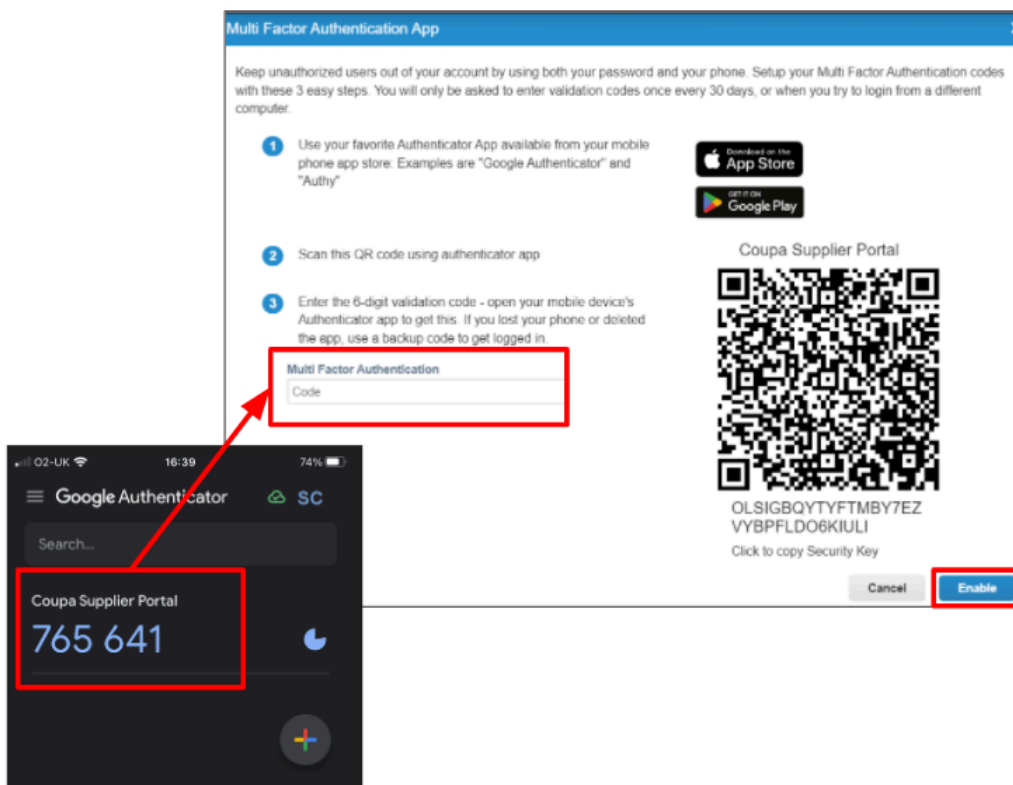 Multi Factor Authentication App
Keep unauthorized users out of your account by using both your password and your phone. Setup your Multi Factor Authentication codes
with these 3 easy steps. You will only be asked to enter validation codes once every 30 days, or when you try to login from a different
computer.
1 Use your favorite Authenticator App available from your mobile
phone app store: Examples are "Google Authenticator" and
"Authy"
Download on the
App Store
GET IT ON
Google Play
2 Scan this QR code using authenticator app
Coupa Supplier Portal
3 Enter the 6-digit validation code - open your mobile device's
Authenticator app to get this. If you lost your phone or deleted
the app, use a backup code to get logged in.
Multi Factor Authentication
Code
OLSIGBQYTYFTMBY7EZ
VYBPFLDO6KIULI
Click to copy Security Key
Cancel Enable
O2-UK 16:39 74%
Google Authenticator SC
Search...
Coupa Supplier Portal
765 641